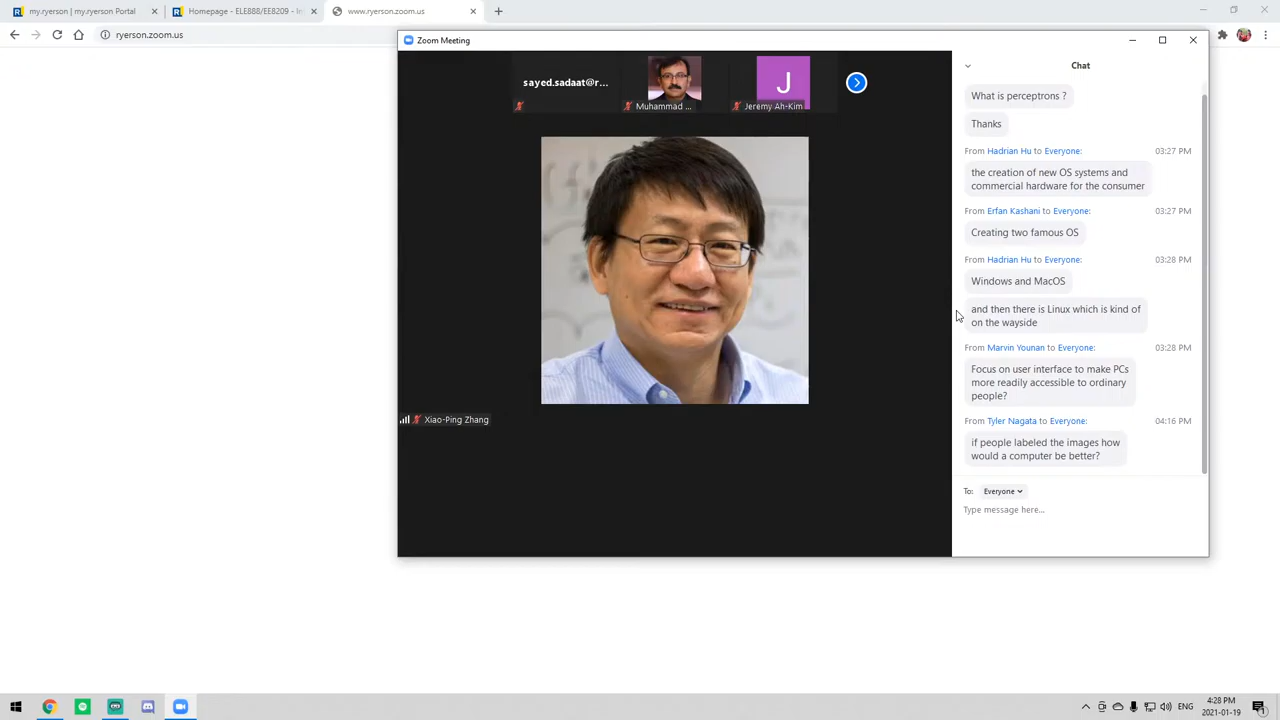 my.ryerson | my.ryerson Portal
Homepage - ELE888/EE8209 - Ie
www.ryerson.zoom.us
ryerson.zoom.us
Zoom Meeting
sayed.sadaat@r...
Muhammad ...
J
Jeremy Ah-Kim
Xiao-Ping Zhang
Chat
What is perceptrons ?
Thanks
From Hadrian Hu to Everyone: 03:27 PM
the creation of new OS systems and
commercial hardware for the consumer
From Erfan Kashani to Everyone: 03:27 PM
Creating two famous OS
From Hadrian Hu to Everyone: 03:28 PM
Windows and MacOS
and then there is Linux which is kind of
on the wayside
From Marvin Younan to Everyone: 03:28 PM
Focus on user interface to make PCs
more readily accessible to ordinary
people?
From Tyler Nagata to Everyone: 04:16 PM
if people labeled the images how
would a computer be better?
To: Everyone
Type message here...
ENG
4:28 PM
2021-01-19